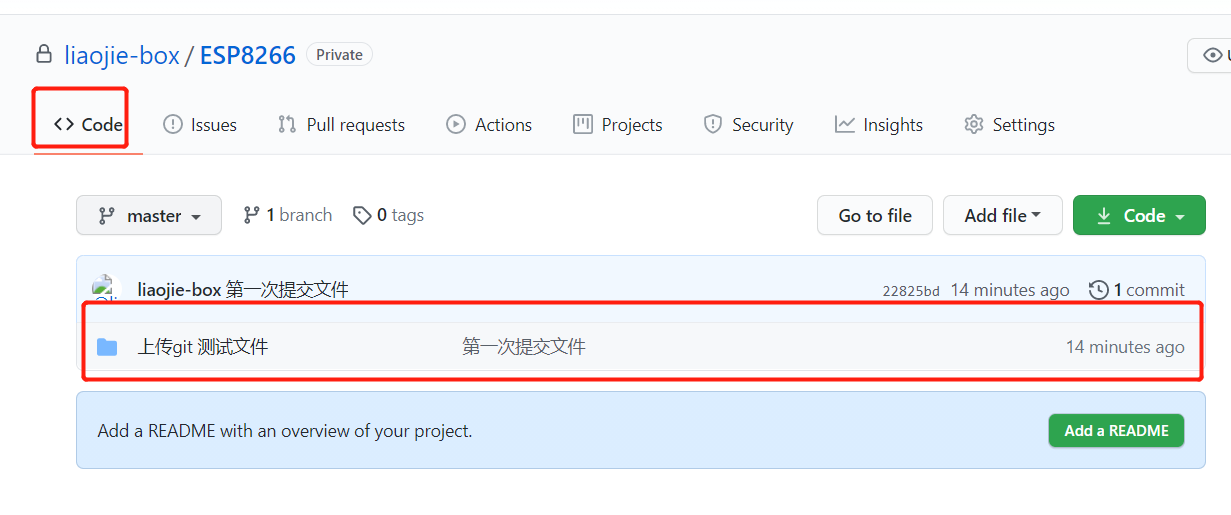 liaojie-box / ESP8266 Private
Code Issues Pull requests Actions Projects Security Insights Settings
master 1 branch 0 tags Go to file Add file Code
liaojie-box 第一次提交文件 22825bd 14 minutes ago 1 commit
上传git 测试文件 第一次提交文件 14 minutes ago
Add a README with an overview of your project. Add a README